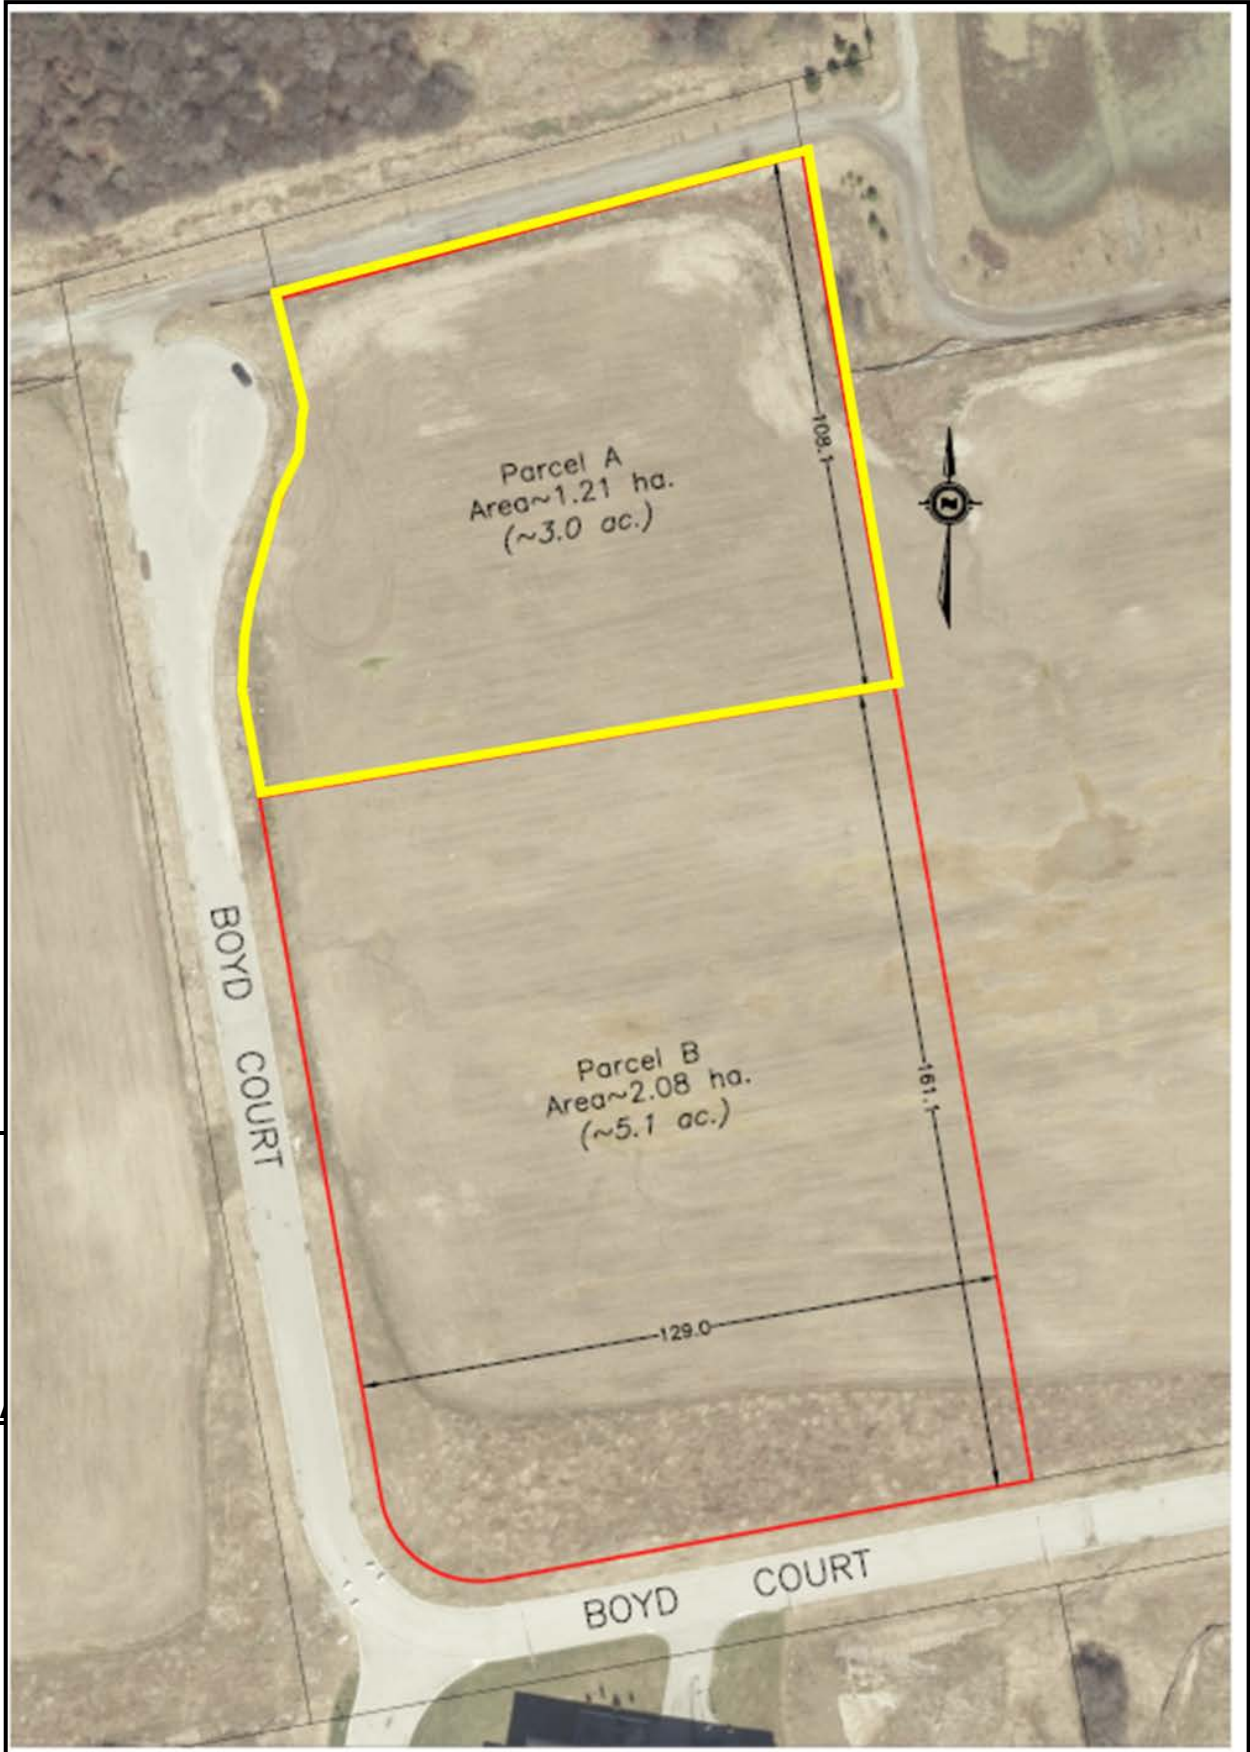 Parcel A
Area~1.21 ha.
(~3.0 ac.)
108.1
N
Parcel B
Area~2.08 ha.
(~5.1 ac.)
161.1
129.0
BOYD COURT
BOYD COURT